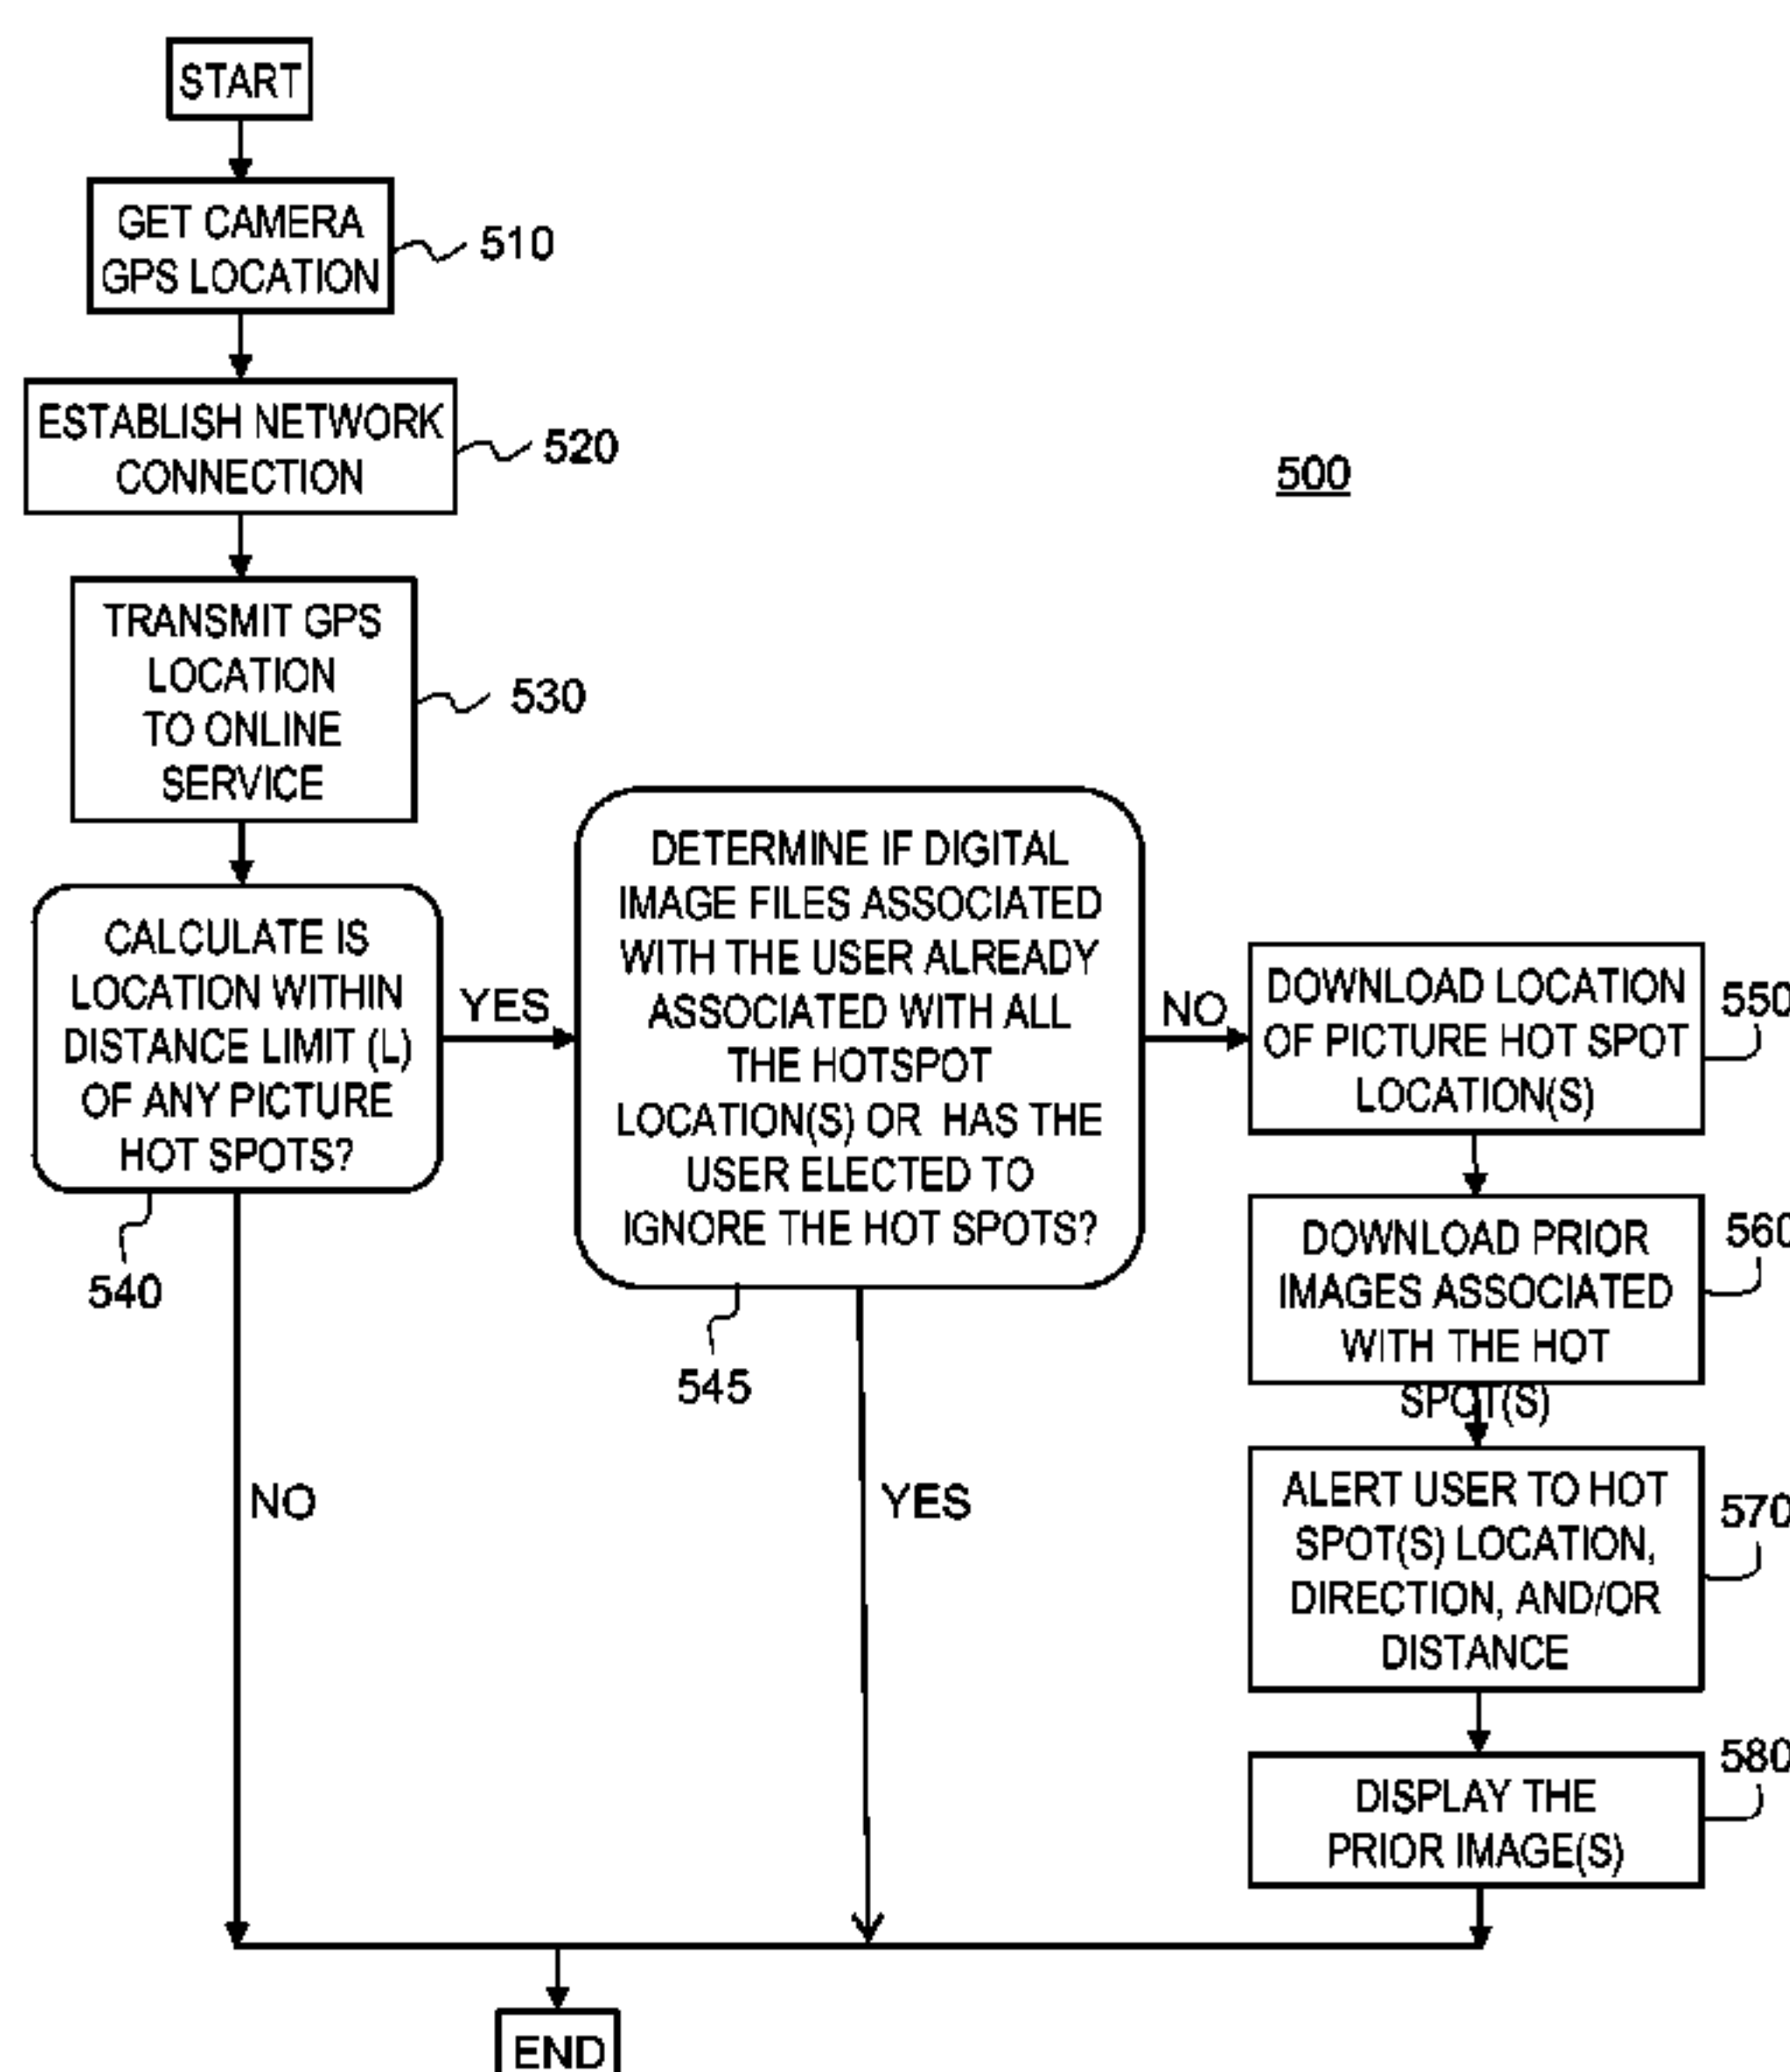 START
GET CAMERA
GPS LOCATION
510
ESTABLISH NETWORK
CONNECTION
520
500
TRANSMIT GPS
LOCATION
TO ONLINE
SERVICE
530
CALCULATE IS
LOCATION WITHIN
DISTANCE LIMIT (L)
OF ANY PICTURE
HOT SPOTS?
540
YES
NO
DETERMINE IF DIGITAL
IMAGE FILES ASSOCIATED
WITH THE USER ALREADY
ASSOCIATED WITH ALL
THE HOTSPOT
LOCATION(S) OR HAS THE
USER ELECTED TO
IGNORE THE HOT SPOTS?
545
NO
YES
DOWNLOAD LOCATION
OF PICTURE HOT SPOT
LOCATION(S)
550
DOWNLOAD PRIOR
IMAGES ASSOCIATED
WITH THE HOT
SPOT(S)
560
ALERT USER TO HOT
SPOT(S) LOCATION,
DIRECTION, AND/OR
DISTANCE
570
DISPLAY THE
PRIOR IMAGE(S)
580
END